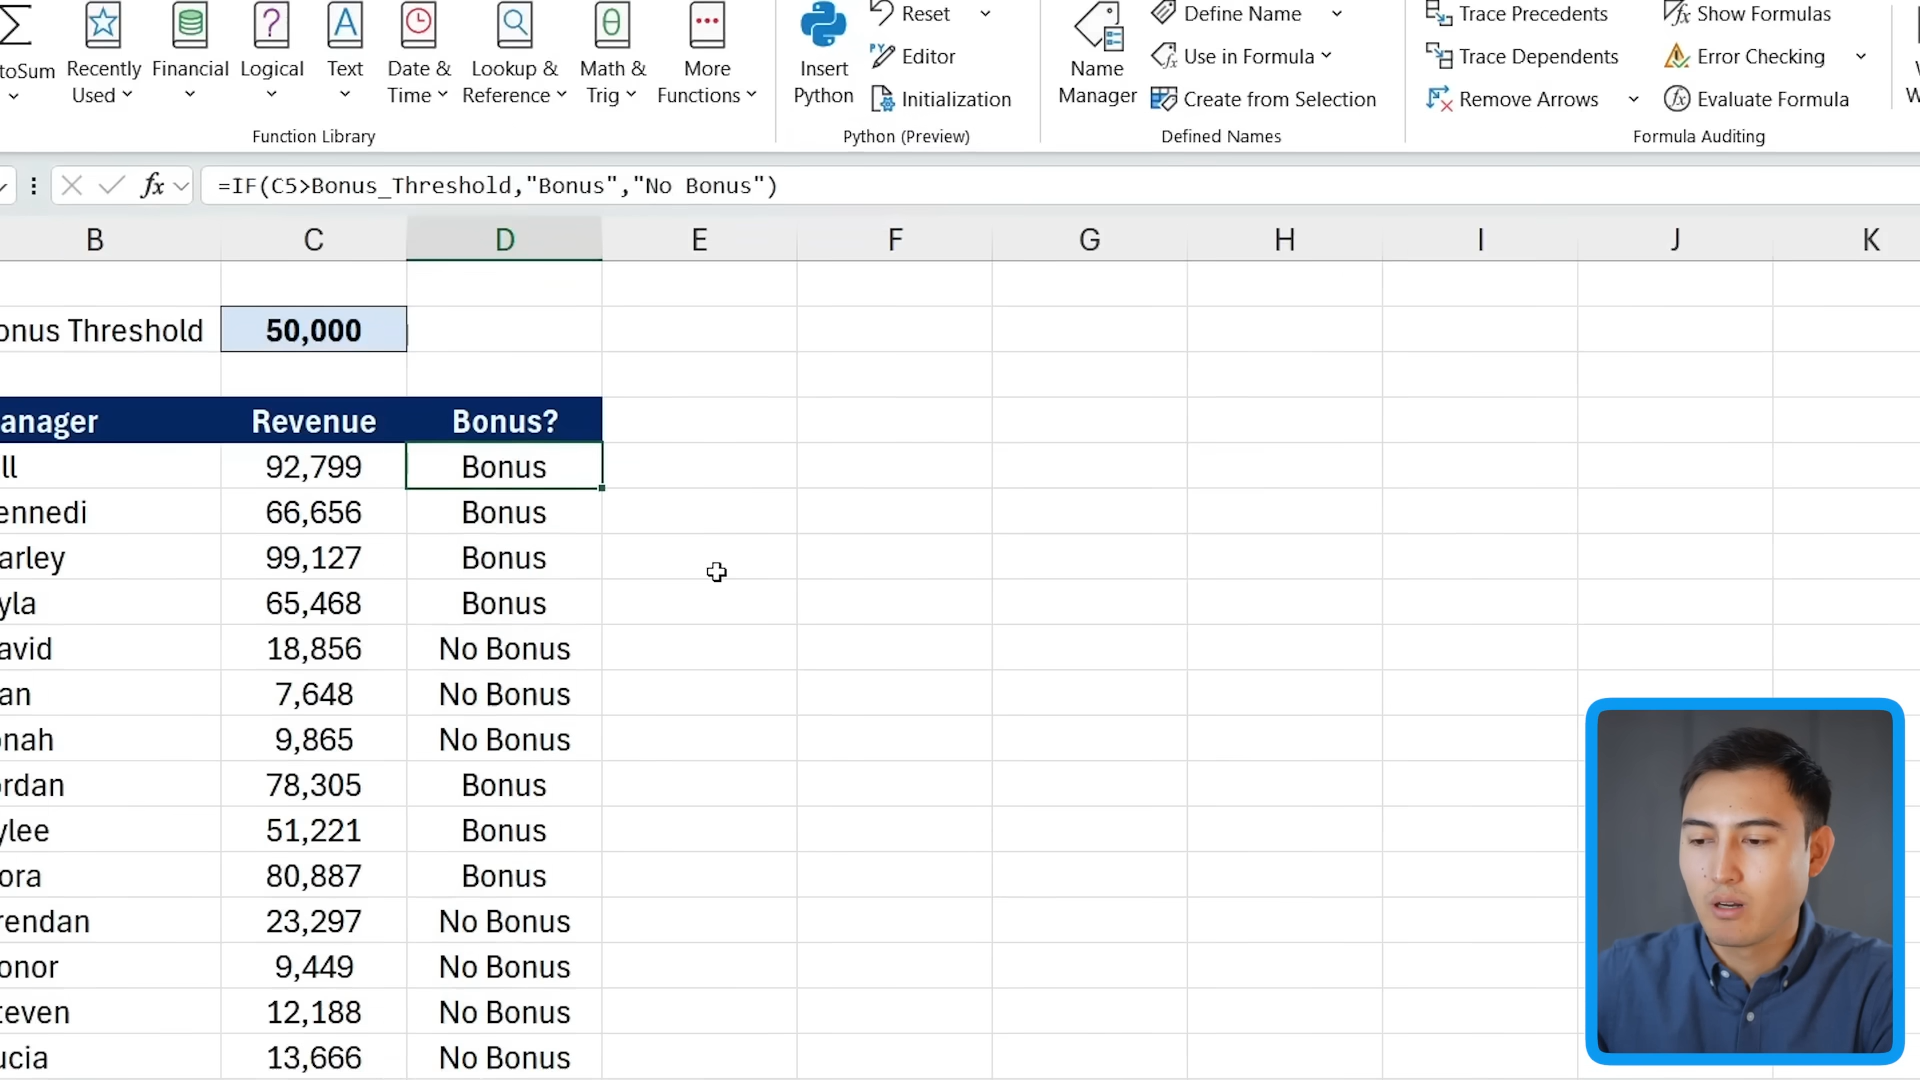 toSum
Recently Used
Financial
Logical
Text
Date & Time
Lookup & Reference
Math & Trig
More Functions
Function Library
Insert Python
Reset
Editor
Initialization
Python (Preview)
Name Manager
Define Name
Use in Formula
Create from Selection
Defined Names
Trace Precedents
Trace Dependents
Remove Arrows
Show Formulas
Error Checking
Evaluate Formula
Formula Auditing
fx =IF(C5>Bonus_Threshold,"Bonus","No Bonus")
B C D E F G H I J K
onus Threshold 50,000
anager Revenue Bonus?
ll 92,799 Bonus
ennedi 66,656 Bonus
arley 99,127 Bonus
yla 65,468 Bonus
avid 18,856 No Bonus
an 7,648 No Bonus
onah 9,865 No Bonus
ordan 78,305 Bonus
ylee 51,221 Bonus
ora 80,887 Bonus
rendan 23,297 No Bonus
onor 9,449 No Bonus
teven 12,188 No Bonus
ucia 13,666 No Bonus